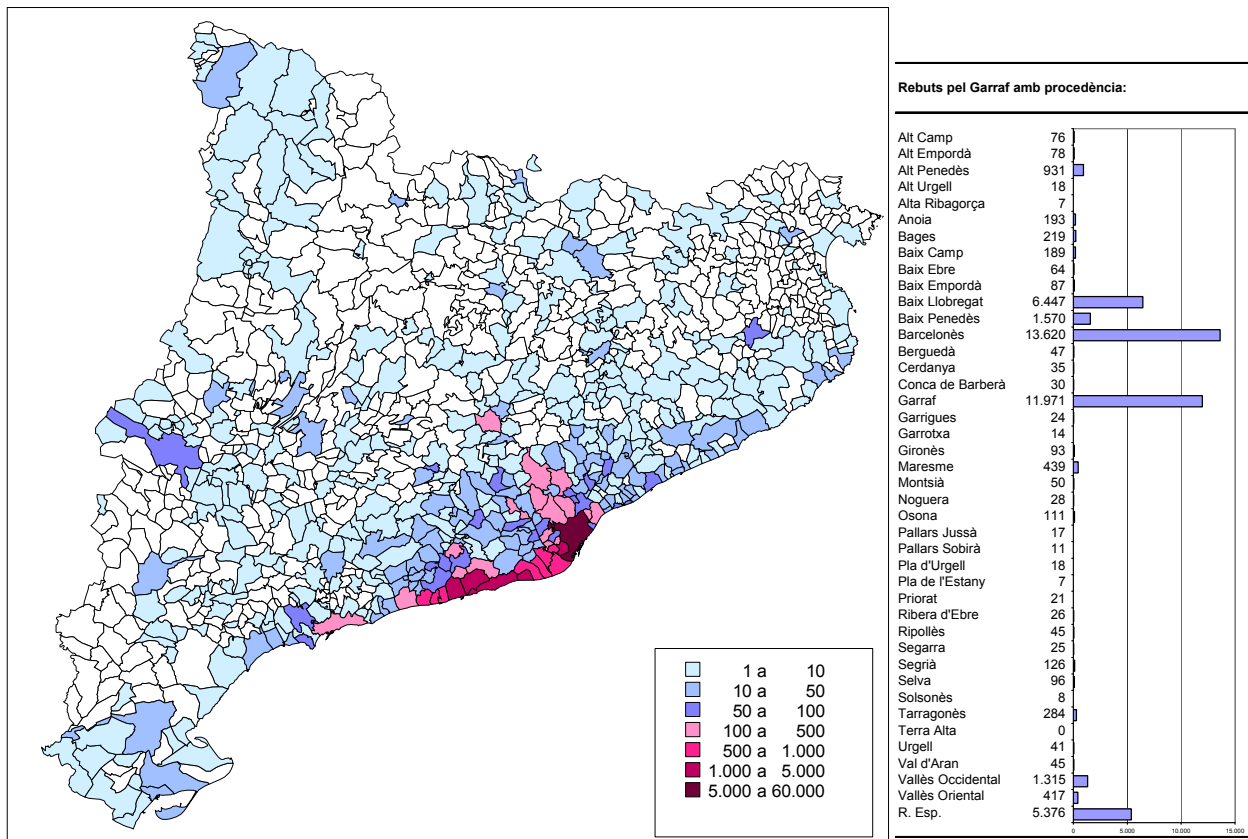 Rebuts pel Garraf amb procedència:
Alt Camp 76
Alt Empordà 78
Alt Penedès 931
Alt Urgell 18
Alta Ribagorça 7
Anoia 193
Bages 219
Baix Camp 189
Baix Ebre 64
Baix Empordà 87
Baix Llobregat 6.447
Baix Penedès 1.570
Barcelonès 13.620
Berguedà 47
Cerdanya 35
Conca de Barberà 30
Garraf 11.971
Garrigues 24
Garrotxa 14
Gironès 93
Maresme 439
Montsià 50
Noguera 28
Osona 111
Pallars Jussà 17
Pallars Sobirà 11
Pla d'Urgell 18
Pla de l'Estany 7
Priorat 21
Ribera d'Ebre 26
Ripollès 45
Segarra 25
Segrià 126
Selva 96
Solsonès 8
Tarragonès 284
Terra Alta 0
Urgell 41
Val d'Aran 45
Vallès Occidental 1.315
Vallès Oriental 417
R. Esp. 5.376
0 5.000 10.000 15.000
1 a 10
10 a 50
50 a 100
100 a 500
500 a 1.000
1.000 a 5.000
5.000 a 60.000